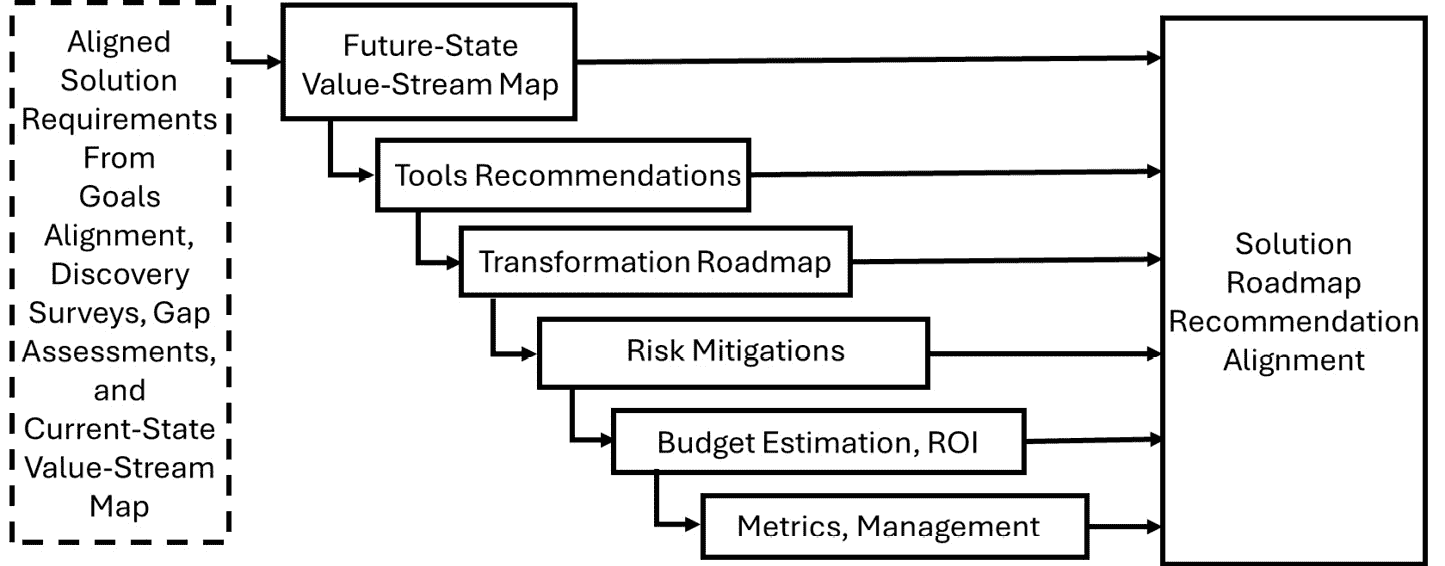 Aligned
Solution
Requirements
From
Goals
Alignment,
Discovery
Surveys, Gap
Assessments,
and
Current-State
Value-Stream
Map
Future-State
Value-Stream Map
Tools Recommendations
Transformation Roadmap
Risk Mitigations
Budget Estimation, ROI
Metrics, Management
Solution
Roadmap
Recommendation
Alignment